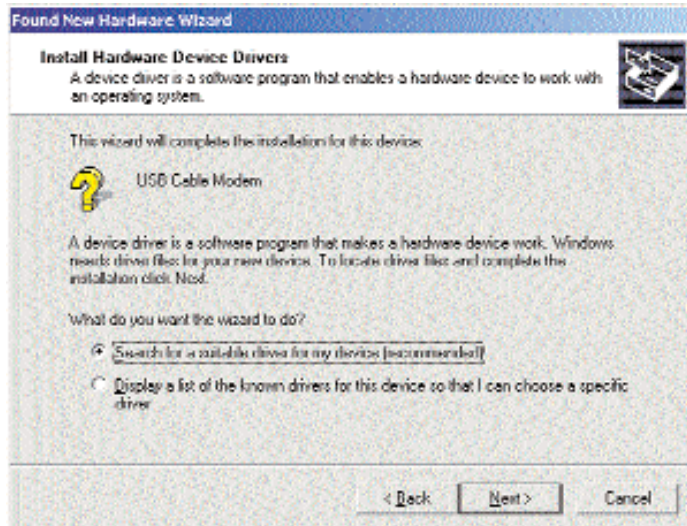 Found New Hardware Wizard
Install Hardware Device Drivers
A device driver is a software program that enables a hardware device to work with
an operating system.
This wizard will complete the installation for this device:
USB Cable Modem
A device driver is a software program that makes a hardware device work. Windows
needs driver files for your new device. To locate driver files and complete the
installation click Next.
What do you want the wizard to do?
Search for a suitable driver for my device (recommended)
Display a list of the known drivers for this device so that I can choose a specific
driver
< Back
Next >
Cancel